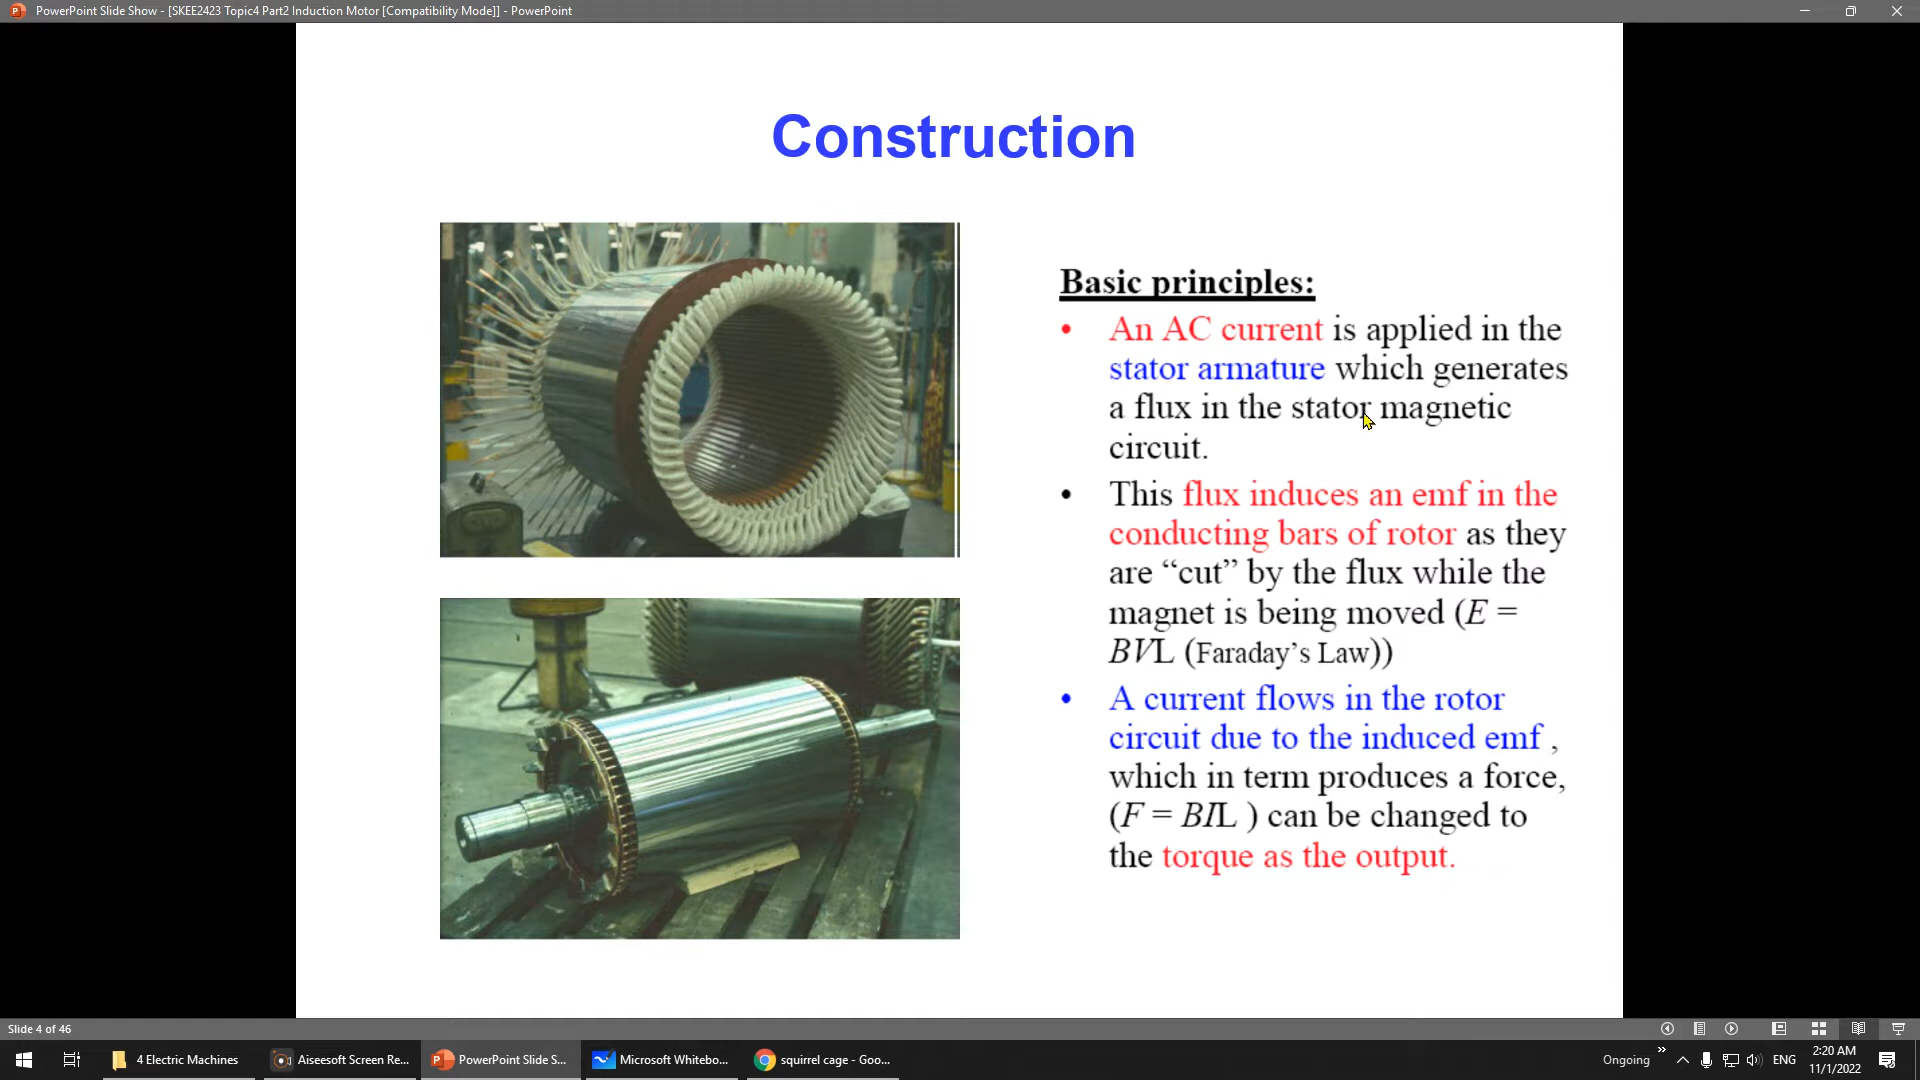 PowerPoint Slide Show - [SKEE2423 Topic4 Part2 Induction Motor [Compatibility Mode]] - PowerPoint
Construction
Basic principles:
• An AC current is applied in the
stator armature which generates
a flux in the stator magnetic
circuit.
• This flux induces an emf in the
conducting bars of rotor as they
are “cut” by the flux while the
magnet is being moved (E =
BVL (Faraday’s Law))
• A current flows in the rotor
circuit due to the induced emf ,
which in term produces a force,
(F = BIL ) can be changed to
the torque as the output.
Slide 4 of 46
4 Electric Machines
Aiseesoft Screen Re...
PowerPoint Slide S...
Microsoft Whitebo...
squirrel cage - Goo...
Ongoing
ENG
2:20 AM
11/1/2022